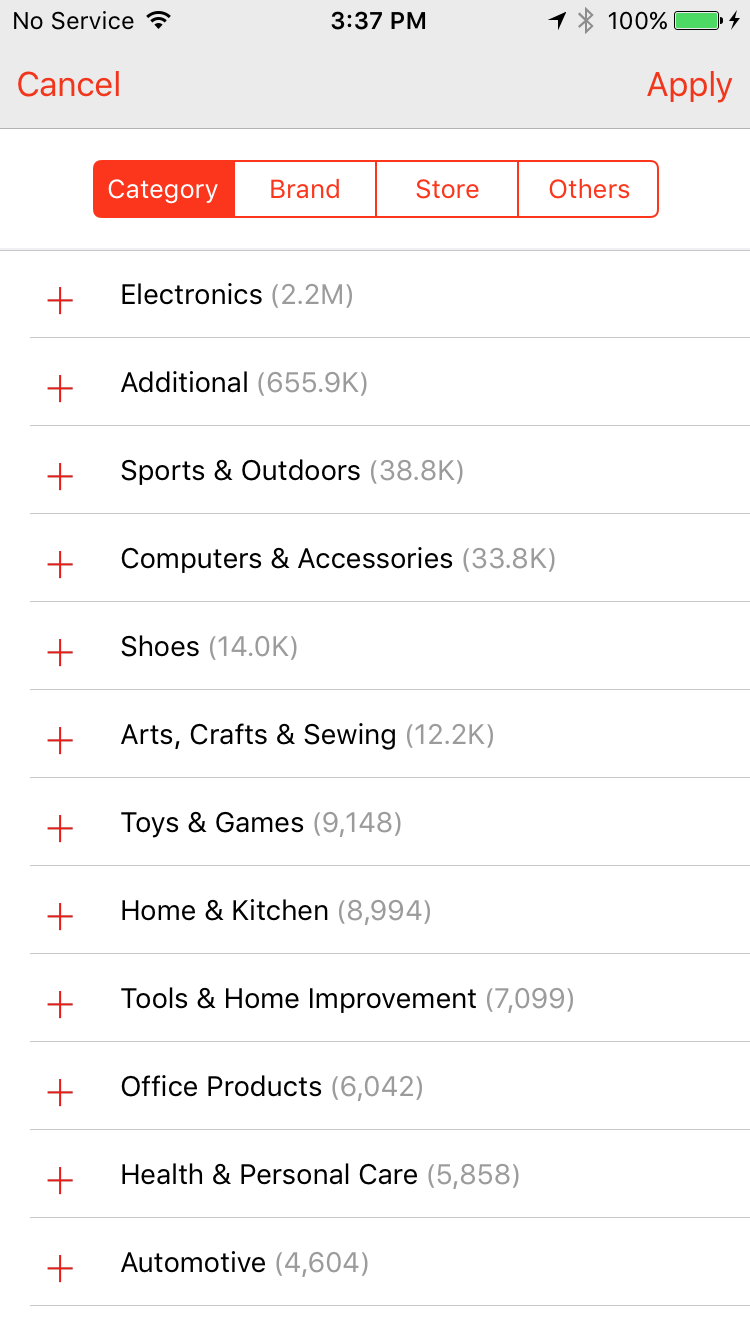 No Service 3:37 PM 100%
Cancel Apply
Category Brand Store Others
Electronics (2.2M)
Additional (655.9K)
Sports & Outdoors (38.8K)
Computers & Accessories (33.8K)
Shoes (14.0K)
Arts, Crafts & Sewing (12.2K)
Toys & Games (9,148)
Home & Kitchen (8,994)
Tools & Home Improvement (7,099)
Office Products (6,042)
Health & Personal Care (5,858)
Automotive (4,604)